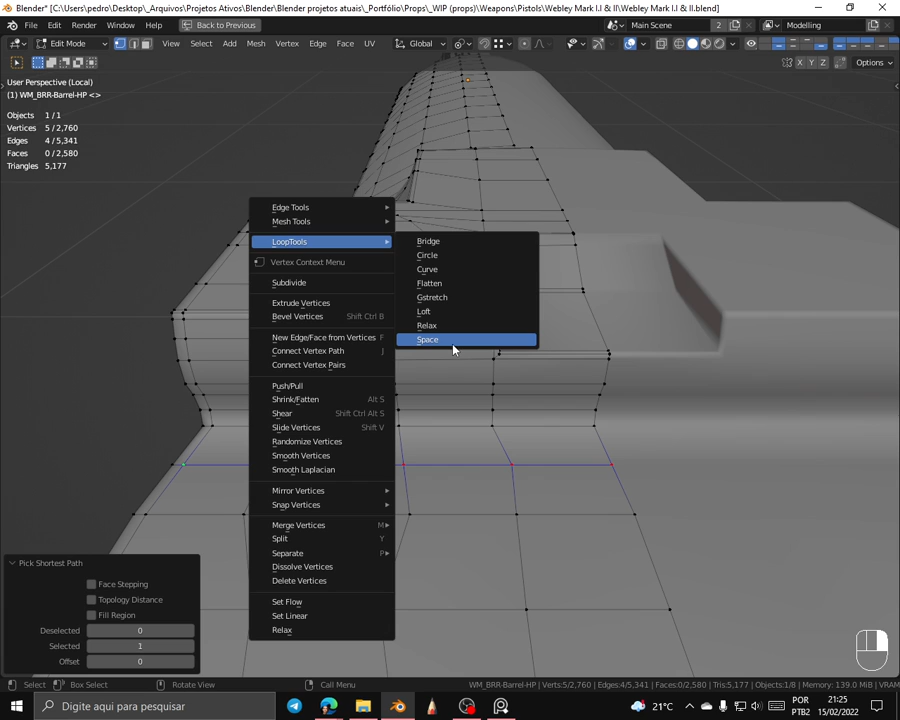 Blender* [C:\Users\pedro\Desktop\_Arquivos\Projetos Ativos\Blender\Blender projetos atuais\_Portfólio\Props\_WIP (props)\Weapons\Pistols\Webley Mark I.I & II\Webley Mk I.I & II.blend]
File Edit Render Window Help Back to Previous Main Scene 2 Modelling
Edit Mode View Select Add Mesh Vertex Edge Face UV Global
X Y Z Options
User Perspective (Local)
(1) WM_BRR-Barrel-HP <>
Objects 1/1
Vertices 5/2,760
Edges 4/5,341
Faces 0/2,580
Triangles 5,177
Edge Tools
Mesh Tools
LoopTools
Vertex Context Menu
Subdivide
Extrude Vertices
Bevel Vertices Shift Ctrl B
New Edge/Face from Vertices F
Connect Vertex Path J
Connect Vertex Pairs
Push/Pull
Shrink/Fatten Alt S
Shear Shift Ctrl Alt S
Slide Vertices Shift V
Randomize Vertices
Smooth Vertices
Smooth Laplacian
Mirror Vertices
Snap Vertices
Merge Vertices M
Split Y
Separate P
Dissolve Vertices
Delete Vertices
Set Flow
Set Linear
Relax
Bridge
Circle
Curve
Flatten
Gstretch
Loft
Relax
Space
Pick Shortest Path
Face Stepping
Topology Distance
Fill Region
Deselected 0
Selected 1
Offset 0
Select Box Select Rotate View Call Menu WM_BRR-Barrel-HP | Verts:5/2,760 | Edges:4/5,341 | Faces:0/2,580 | Tris:5,177 | Objects:1/8 | Memory: 139.0 MiB | VRAM
Digite aqui para pesquisar
21°C
POR
PTB2
21:25
15/02/2022